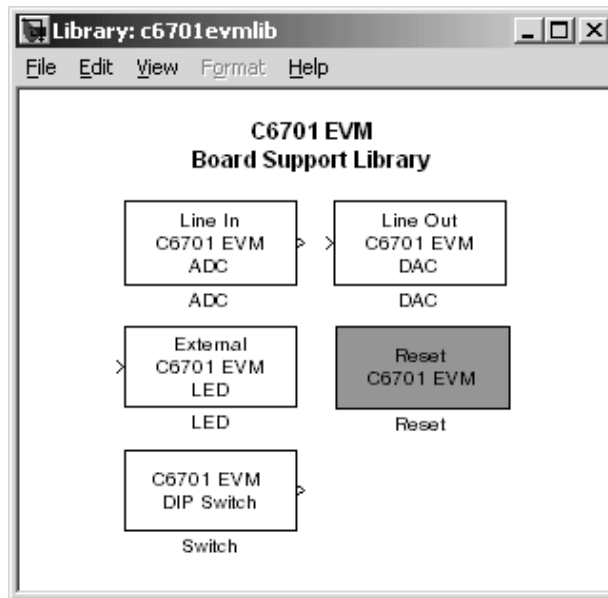 Library: c6701evmlib
File Edit View Format Help
C6701 EVM
Board Support Library
Line In
C6701 EVM
ADC
ADC
Line Out
C6701 EVM
DAC
DAC
External
C6701 EVM
LED
LED
Reset
C6701 EVM
Reset
C6701 EVM
DIP Switch
Switch